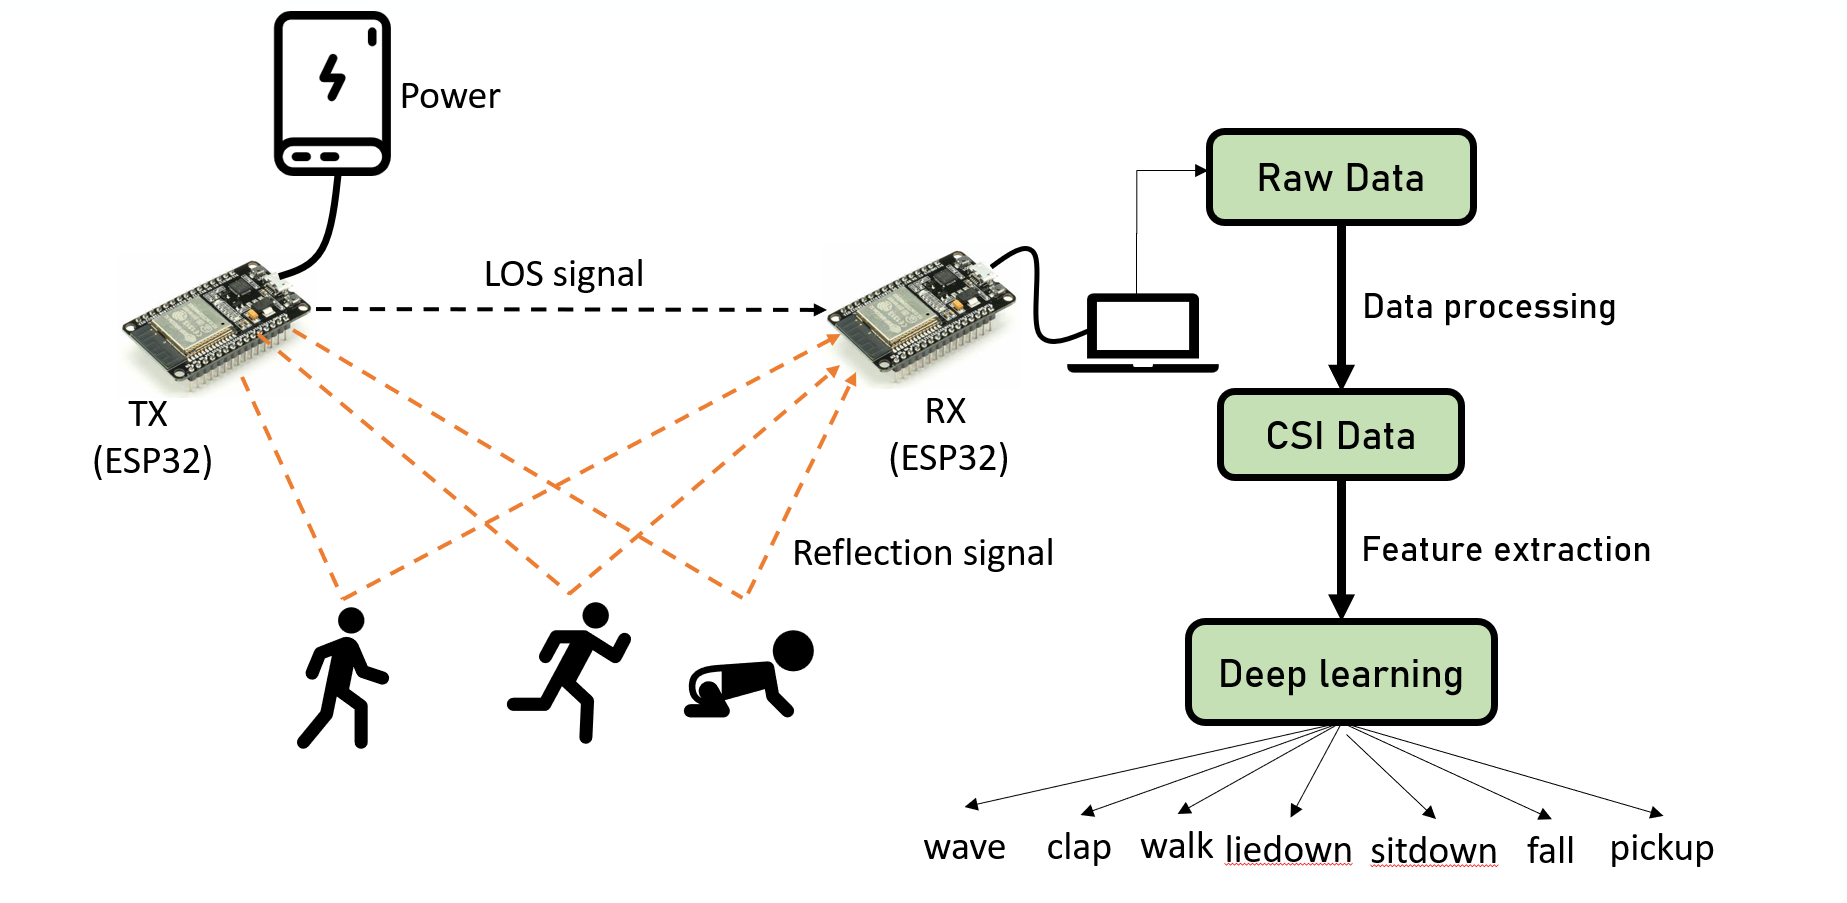 Power
LOS signal
TX
(ESP32)
RX
(ESP32)
Reflection signal
Raw Data
Data processing
CSI Data
Feature extraction
Deep learning
wave clap walk liedown sitdown fall pickup